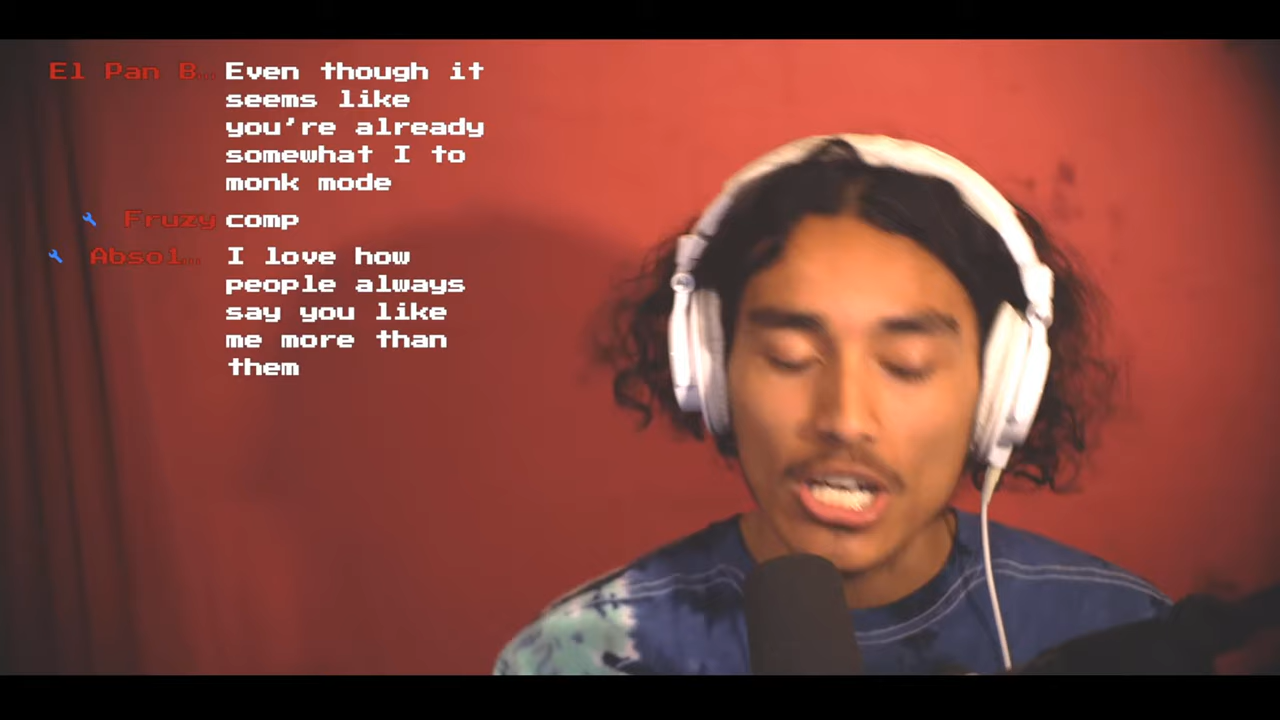 El Pan B... Even though it
seems like
you're already
somewhat I to
monk mode
Fruzy comp
Absol... I love how
people always
say you like
me more than
them